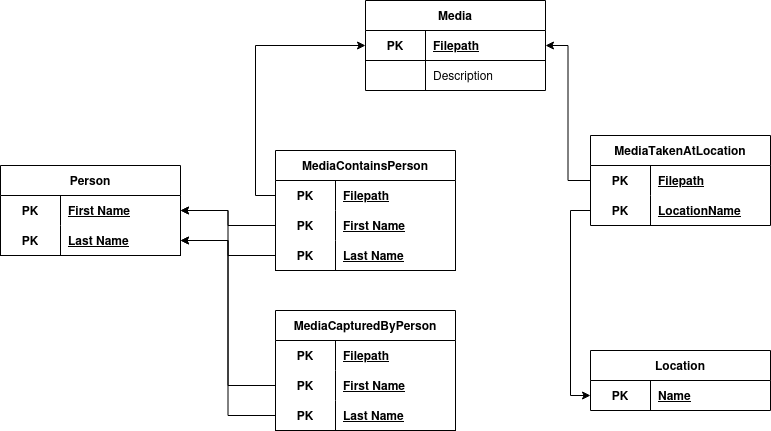 Media
PK Filepath
Description
MediaContainsPerson
PK Filepath
PK First Name
PK Last Name
MediaTakenAtLocation
PK Filepath
PK LocationName
Person
PK First Name
PK Last Name
MediaCapturedByPerson
PK Filepath
PK First Name
PK Last Name
Location
PK Name